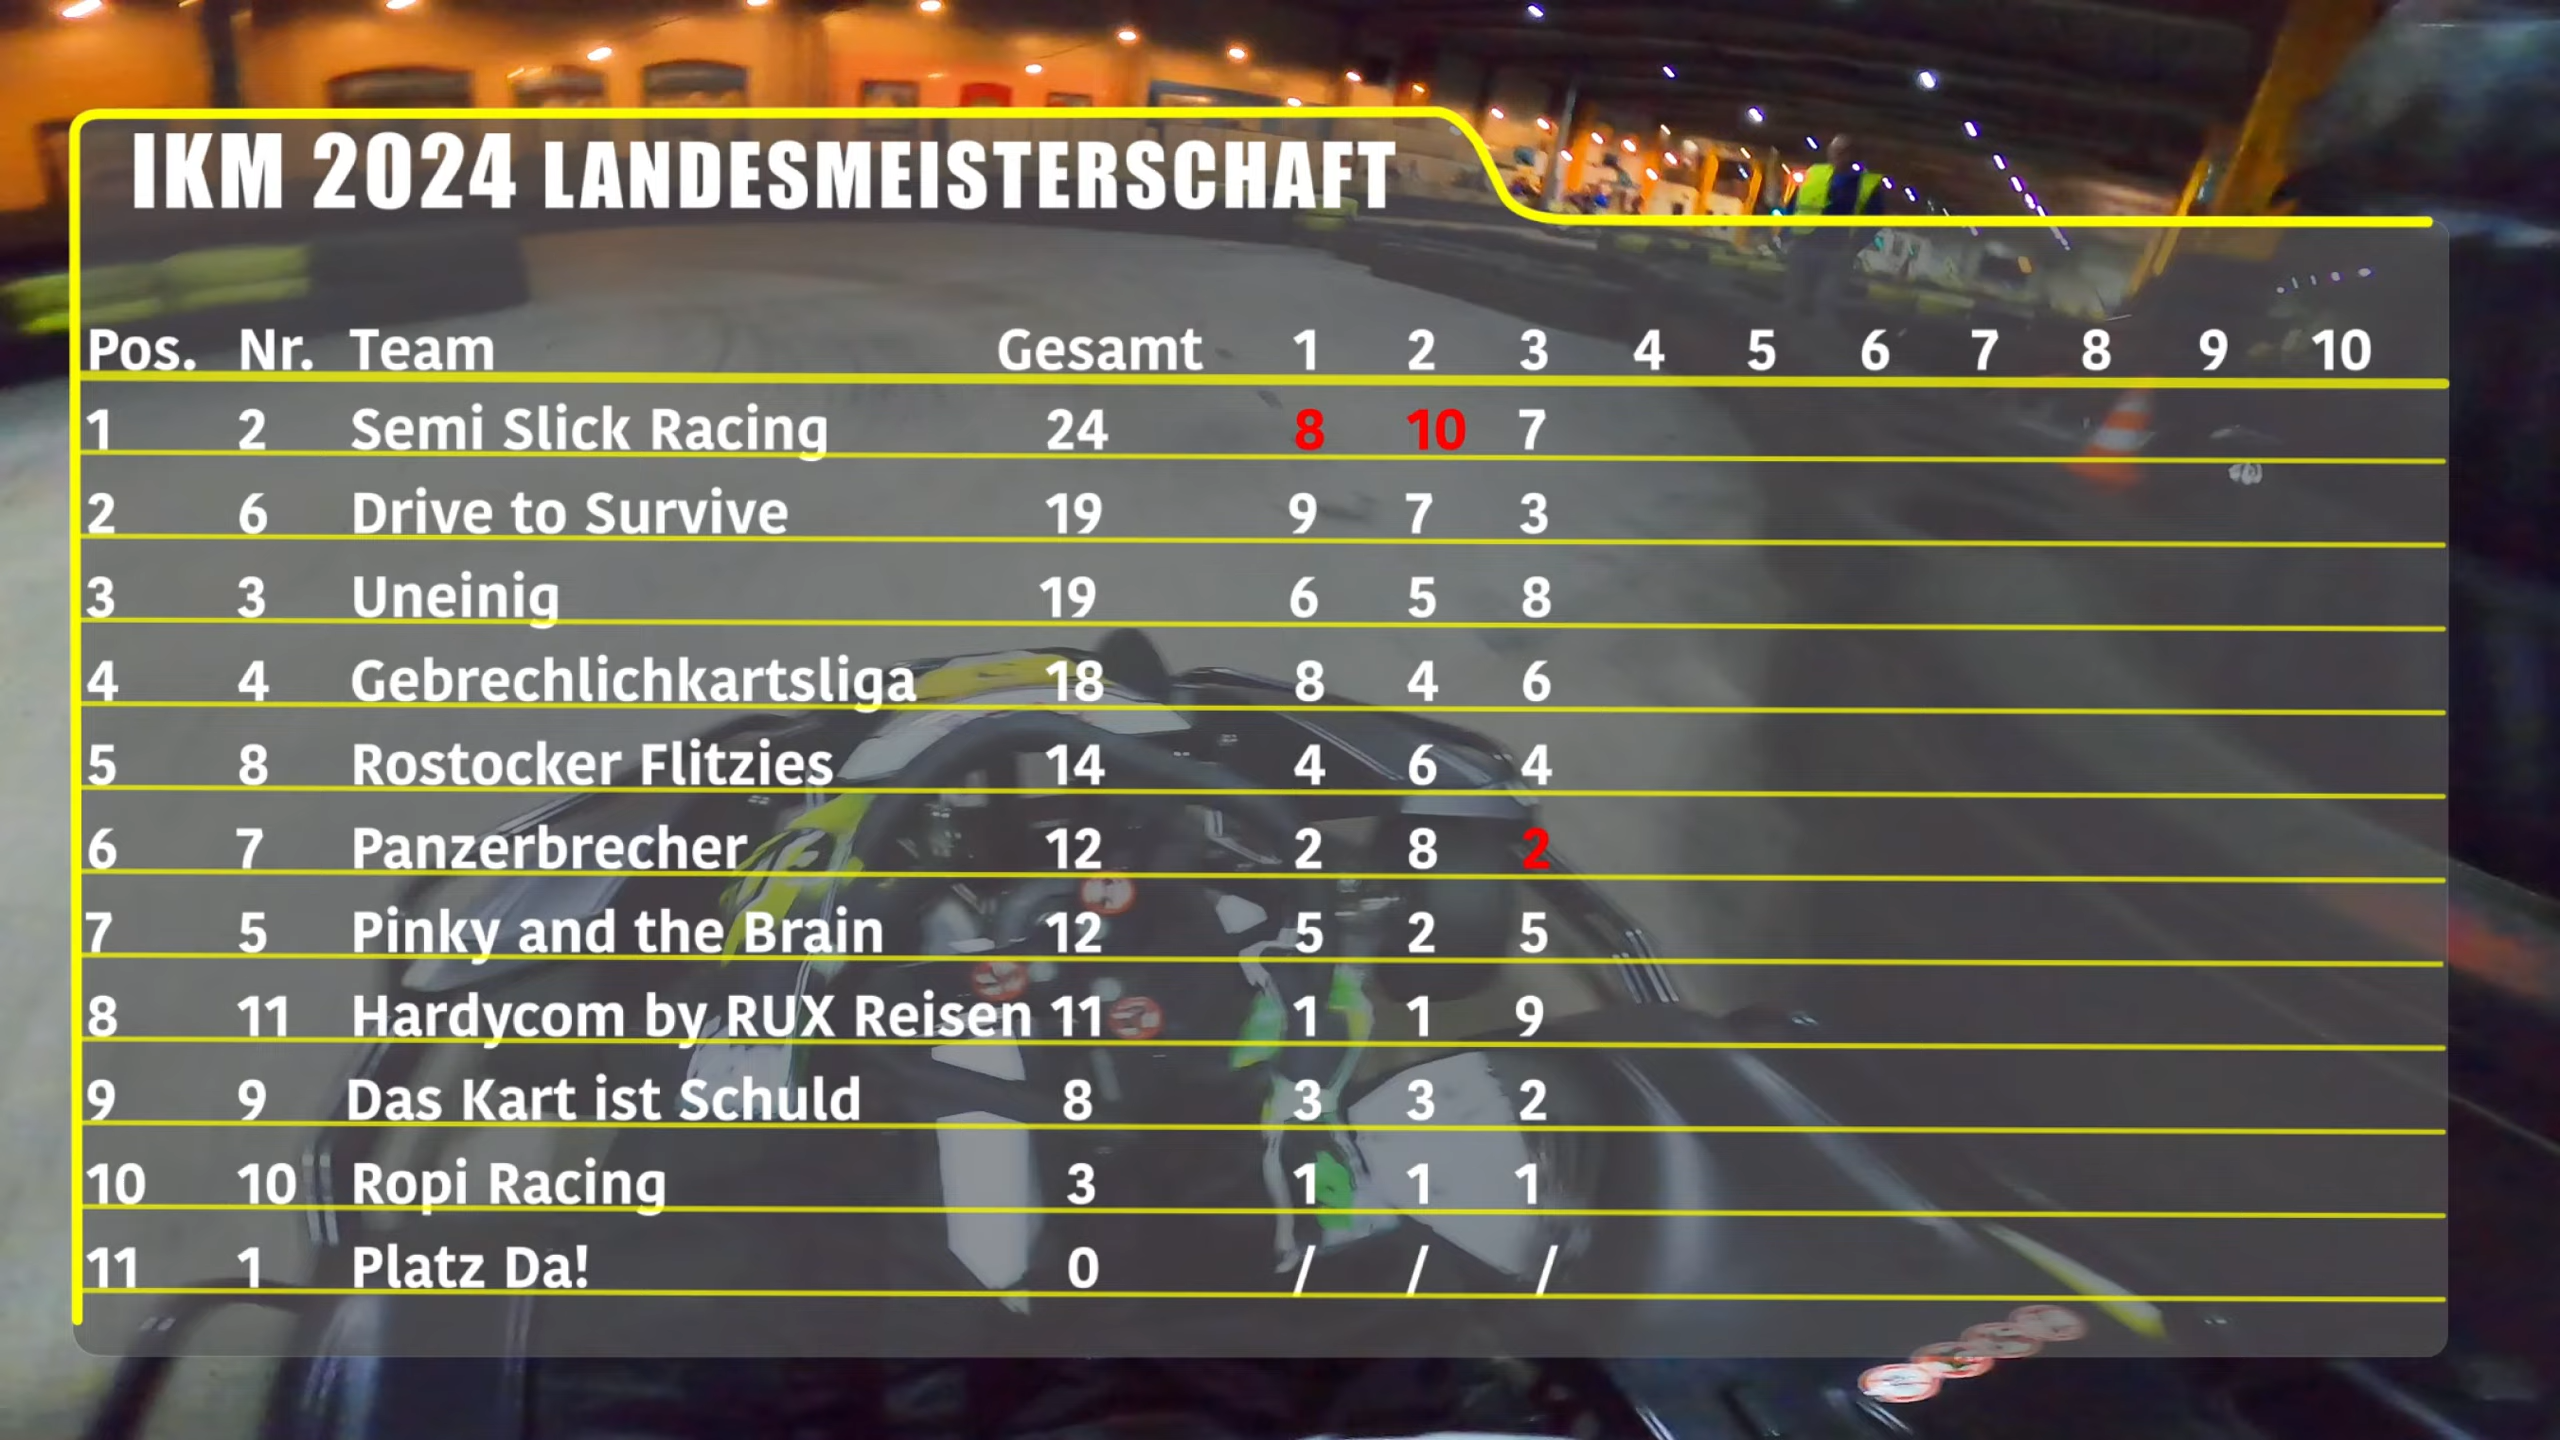 IKM 2024 LANDESMEISTERSCHAFT
Pos. Nr. Team Gesamt 1 2 3 4 5 6 7 8 9 10
1 2 Semi Slick Racing 24 8 10 7
2 6 Drive to Survive 19 9 7 3
3 3 Uneinig 19 6 5 8
4 4 Gebrechlichkartsliga 18 8 4 6
5 8 Rostocker Flitzies 14 4 6 4
6 7 Panzerbrecher 12 2 8 2
7 5 Pinky and the Brain 12 5 2 5
8 11 Hardycom by RUX Reisen 11 1 1 9
9 9 Das Kart ist Schuld 8 3 3 2
10 10 Ropi Racing 3 1 1 1
11 1 Platz Da! 0 / / /